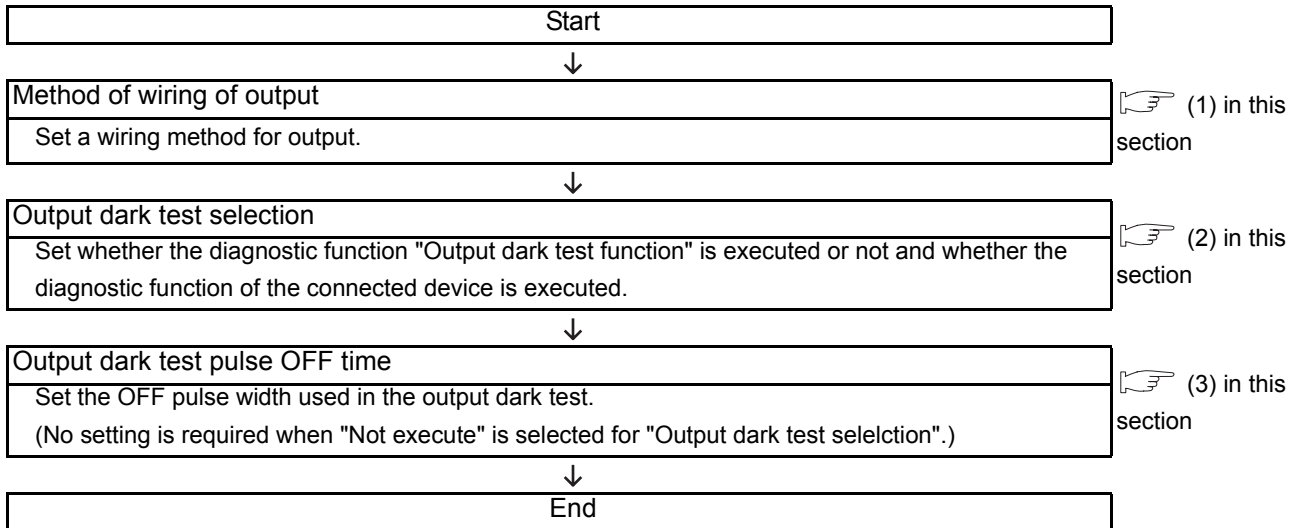 Start
↓
Method of wiring of output
Set a wiring method for output.
(1) in this
section
↓
Output dark test selection
Set whether the diagnostic function "Output dark test function" is executed or not and whether the
diagnostic function of the connected device is executed.
(2) in this
section
↓
Output dark test pulse OFF time
Set the OFF pulse width used in the output dark test.
(No setting is required when "Not execute" is selected for "Output dark test selelction".)
(3) in this
section
↓
End